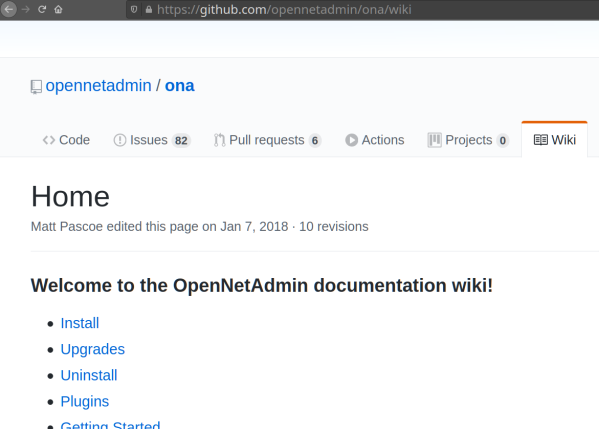 https://github.com/opennetadmin/ona/wiki
opennetadmin / ona
Code Issues 82 Pull requests 6 Actions Projects 0 Wiki
Home
Matt Pascoe edited this page on Jan 7, 2018 · 10 revisions
Welcome to the OpenNetAdmin documentation wiki!
Install
Upgrades
Uninstall
Plugins
Getting Started